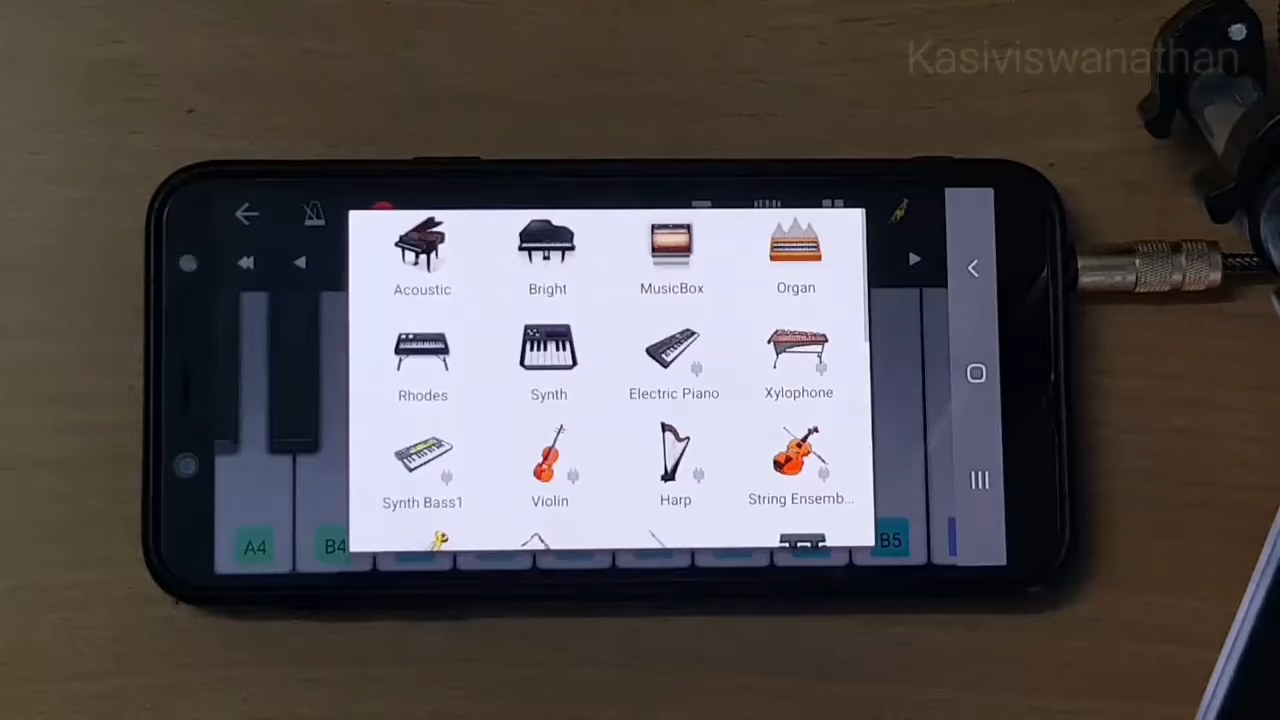 Kasiviswanathan
Acoustic
Bright
MusicBox
Organ
Rhodes
Synth
Electric Piano
Xylophone
Synth Bass1
Violin
Harp
String Ensemb...
A4
B4
B5